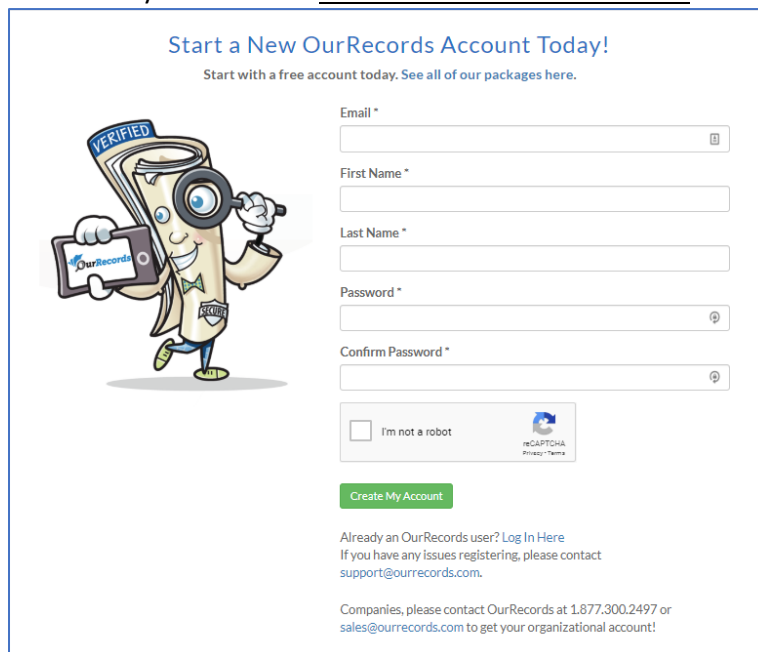 Start a New OurRecords Account Today!
Start with a free account today. See all of our packages here.
VERIFIED
OurRecords
SECURE
Email *
First Name *
Last Name *
Password *
Confirm Password *
I'm not a robot
reCAPTCHA
Privacy - Terms
Create My Account
Already an OurRecords user? Log In Here
If you have any issues registering, please contact
support@ourrecords.com.
Companies, please contact OurRecords at 1.877.300.2497 or
sales@ourrecords.com to get your organizational account!